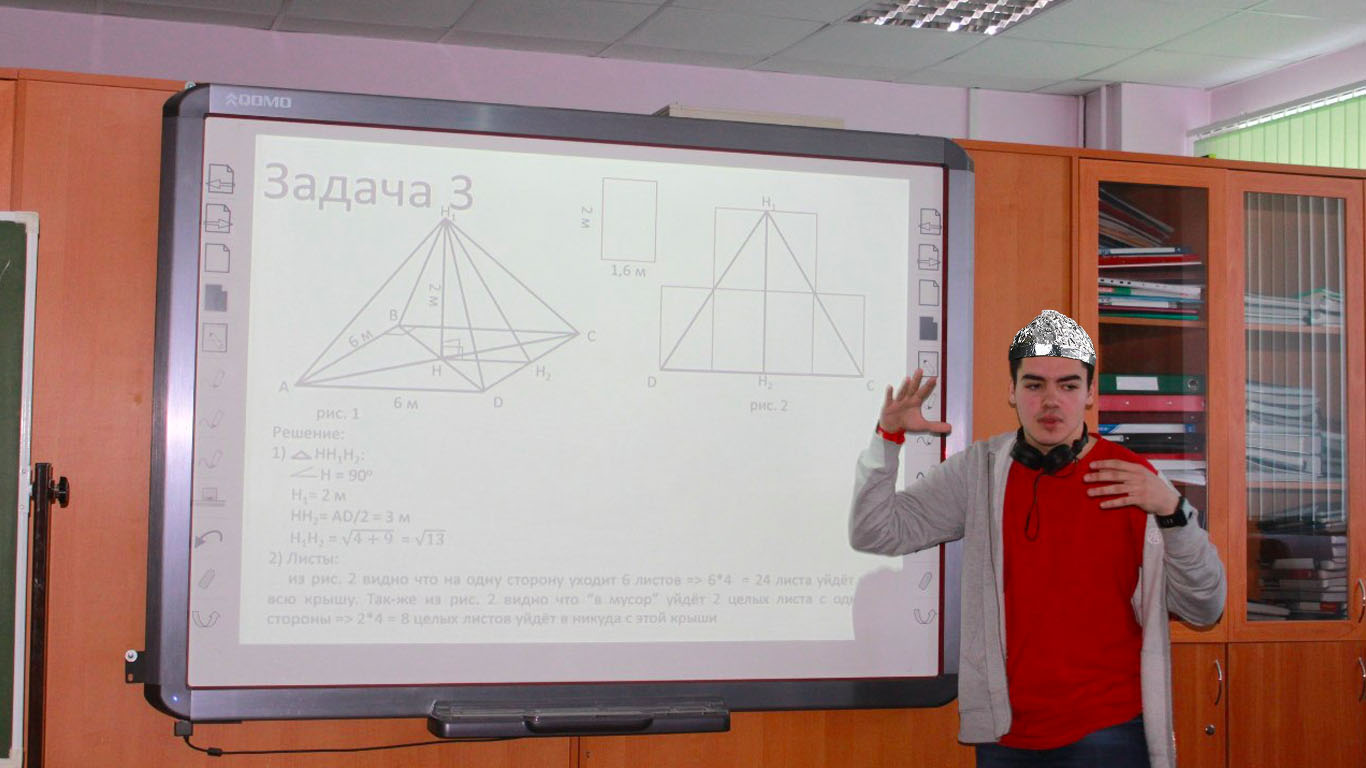 QOMO
Задача 3
H₁
2 м
B
6 м
C
A
H
H₂
D
6 м
рис. 1
2 м
1,6 м
H₁
D
H₂
C
рис. 2
Решение:
1) HH₁H₂:
H = 90°
H₁= 2 м
HH₂= AD/2 = 3 м
H₁H₂ = √4 + 9 = √13
2) Листы:
из рис. 2 видно что на одну сторону уходит 6 листов => 6*4 = 24 листа уйдёт
всю крышу. Так-же из рис. 2 видно что "в мусор" уйдёт 2 целых листа с
стороны => 2*4 = 8 целых листов уйдёт в никуда с этой крыши